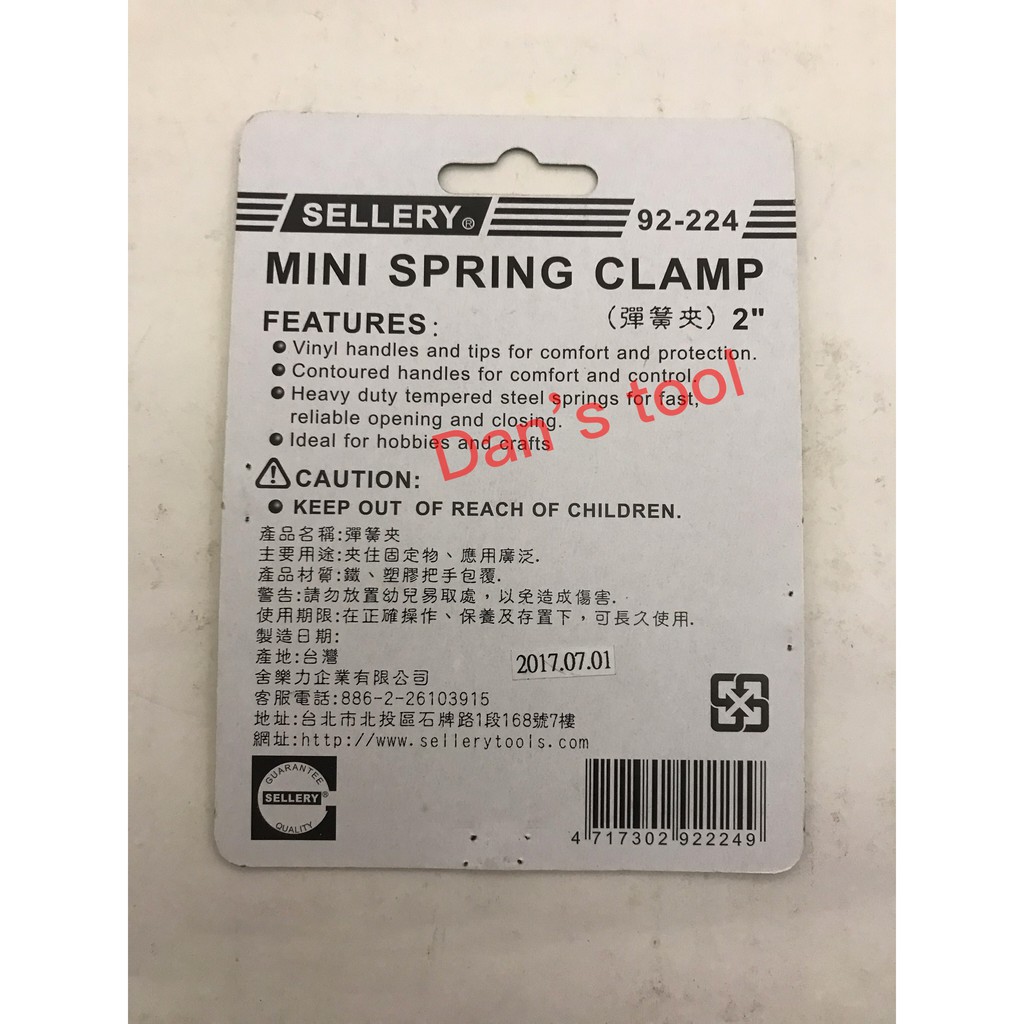 SELLERY® 92-224
MINI SPRING CLAMP
(彈簧夾) 2"
FEATURES:
● Vinyl handles and tips for comfort and protection.
● Contoured handles for comfort and control.
● Heavy duty tempered steel springs for fast,
reliable opening and closing.
● Ideal for hobbies and crafts
Dan's tool
CAUTION:
● KEEP OUT OF REACH OF CHILDREN.
產品名稱:彈簧夾
主要用途:夾住固定物、應用廣泛.
產品材質:鐵、塑膠把手包覆.
警告:請勿放置幼兒易取處,以免造成傷害.
使用期限:在正確操作、保養及存置下,可長久使用.
製造日期:
2017.07.01
產地:台灣
舍樂力企業有限公司
客服電話:886-2-26103915
地址:台北市北投區石牌路1段168號7樓
網址:http://www.sellerytools.com
GUARANTEE
SELLERY®
QUALITY
4 717302 922249